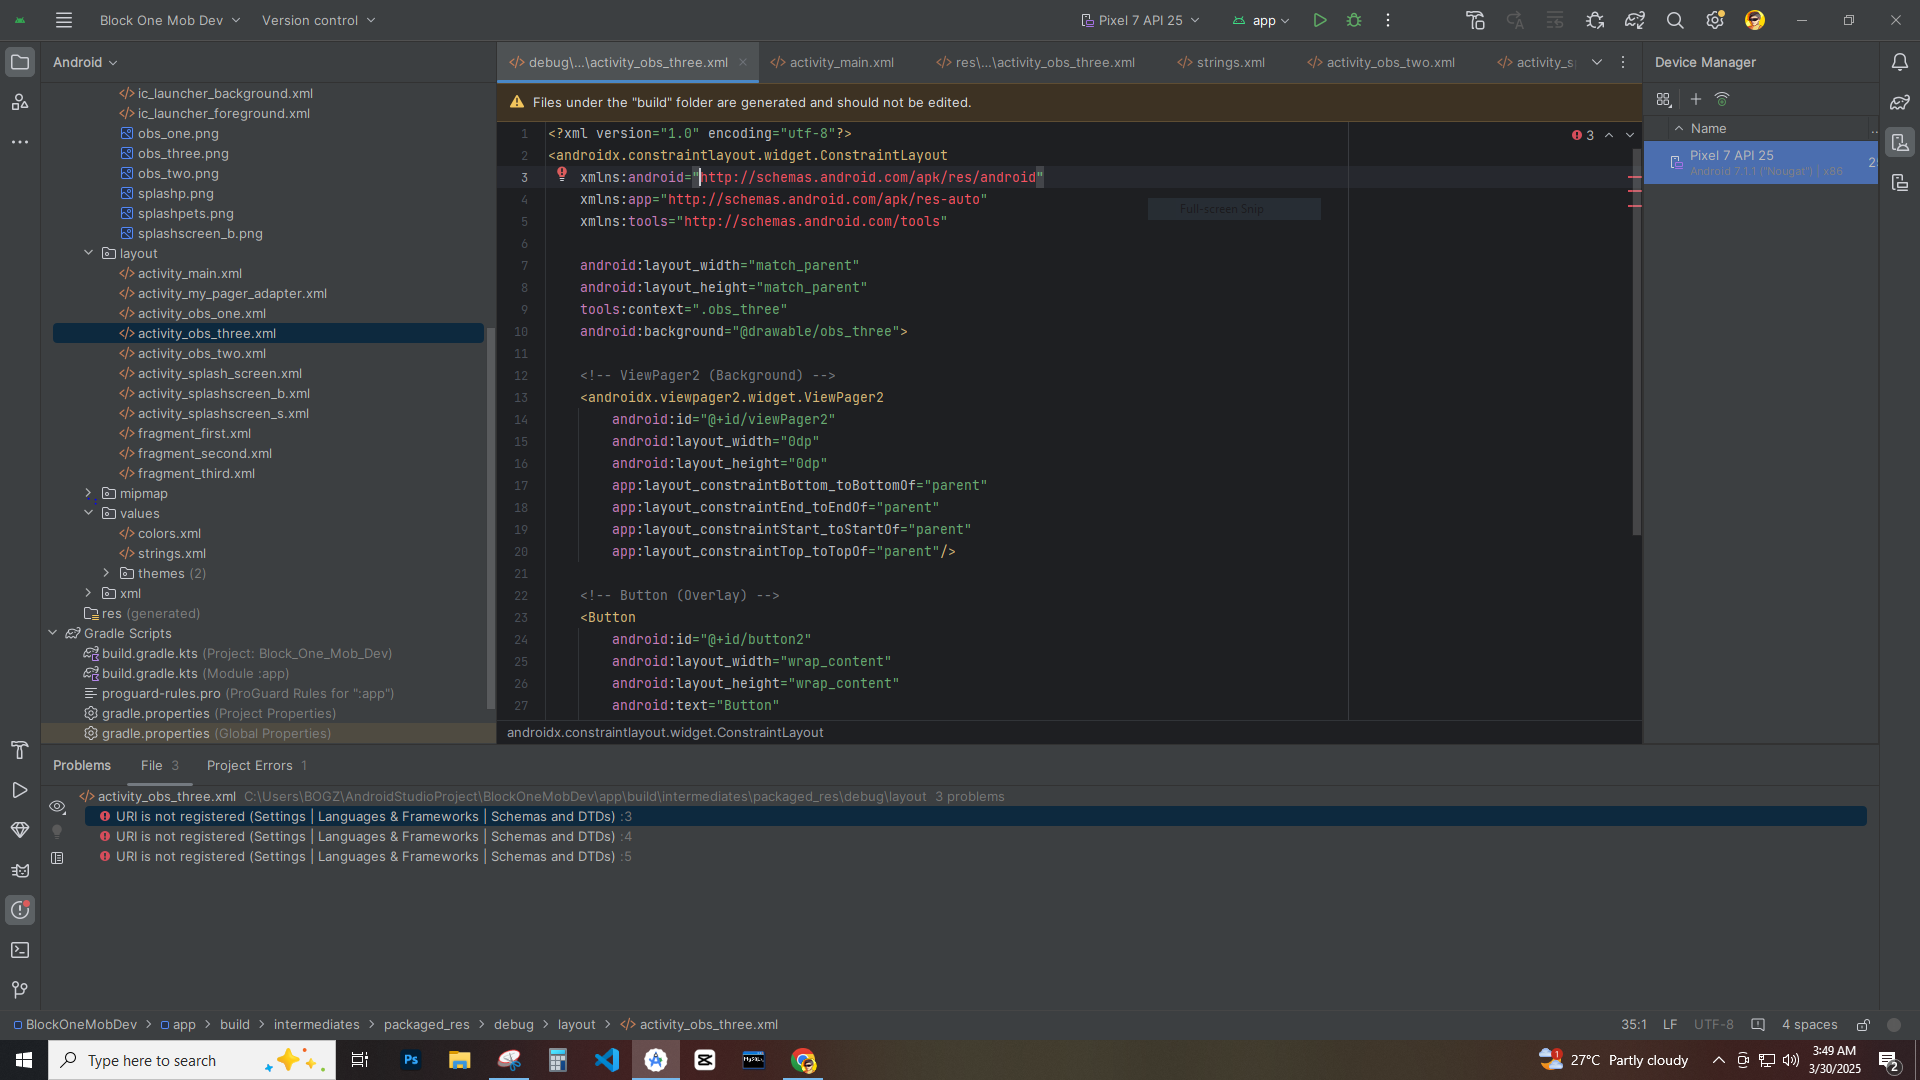 Block One Mob Dev
Version control
Pixel 7 API 25
app
Android
ic_launcher_background.xml
ic_launcher_foreground.xml
obs_one.png
obs_three.png
obs_two.png
splashp.png
splashpets.png
splashscreen_b.png
layout
activity_main.xml
activity_my_pager_adapter.xml
activity_obs_one.xml
activity_obs_three.xml
activity_obs_two.xml
activity_splash_screen.xml
activity_splashscreen_b.xml
activity_splashscreen_s.xml
fragment_first.xml
fragment_second.xml
fragment_third.xml
mipmap
values
colors.xml
strings.xml
themes (2)
xml
res (generated)
Gradle Scripts
build.gradle.kts (Project: Block_One_Mob_Dev)
build.gradle.kts (Module :app)
proguard-rules.pro (ProGuard Rules for ":app")
gradle.properties (Project Properties)
gradle.properties (Global Properties)
debug\...\activity_obs_three.xml
activity_main.xml
res\...\activity_obs_three.xml
strings.xml
activity_obs_two.xml
Files under the "build" folder are generated and should not be edited.
3
1 <?xml version="1.0" encoding="utf-8"?>
2 <androidx.constraintlayout.widget.ConstraintLayout
3 xmlns:android="http://schemas.android.com/apk/res/android"
4 xmlns:app="http://schemas.android.com/apk/res-auto"
5 xmlns:tools="http://schemas.android.com/tools"
6
7 android:layout_width="match_parent"
8 android:layout_height="match_parent"
9 tools:context=".obs_three"
10 android:background="@drawable/obs_three">
11
12 <!-- ViewPager2 (Background) -->
13 <androidx.viewpager2.widget.ViewPager2
14 android:id="@+id/viewPager2"
15 android:layout_width="0dp"
16 android:layout_height="0dp"
17 app:layout_constraintBottom_toBottomOf="parent"
18 app:layout_constraintEnd_toEndOf="parent"
19 app:layout_constraintStart_toStartOf="parent"
20 app:layout_constraintTop_toTopOf="parent"/>
21
22 <!-- Button (Overlay) -->
23 <Button
24 android:id="@+id/button2"
25 android:layout_width="wrap_content"
26 android:layout_height="wrap_content"
27 android:text="Button"
Full-screen Snip
androidx.constraintlayout.widget.ConstraintLayout
Device Manager
Name
Pixel 7 API 25
Android 7.1.1 ("Nougat") | x86
Problems
File 3
Project Errors 1
activity_obs_three.xml C:\Users\BOGZ\AndroidStudioProject\BlockOneMobDev\app\build\intermediates\packaged_res\debug\layout 3 problems
URI is not registered (Settings | Languages & Frameworks | Schemas and DTDs) :3
URI is not registered (Settings | Languages & Frameworks | Schemas and DTDs) :4
URI is not registered (Settings | Languages & Frameworks | Schemas and DTDs) :5
BlockOneMobDev > app > build > intermediates > packaged_res > debug > layout > activity_obs_three.xml
35:1 LF UTF-8 4 spaces
Type here to search
Ps
MySQL
1
27°C Partly cloudy
3:49 AM
3/30/2025
2